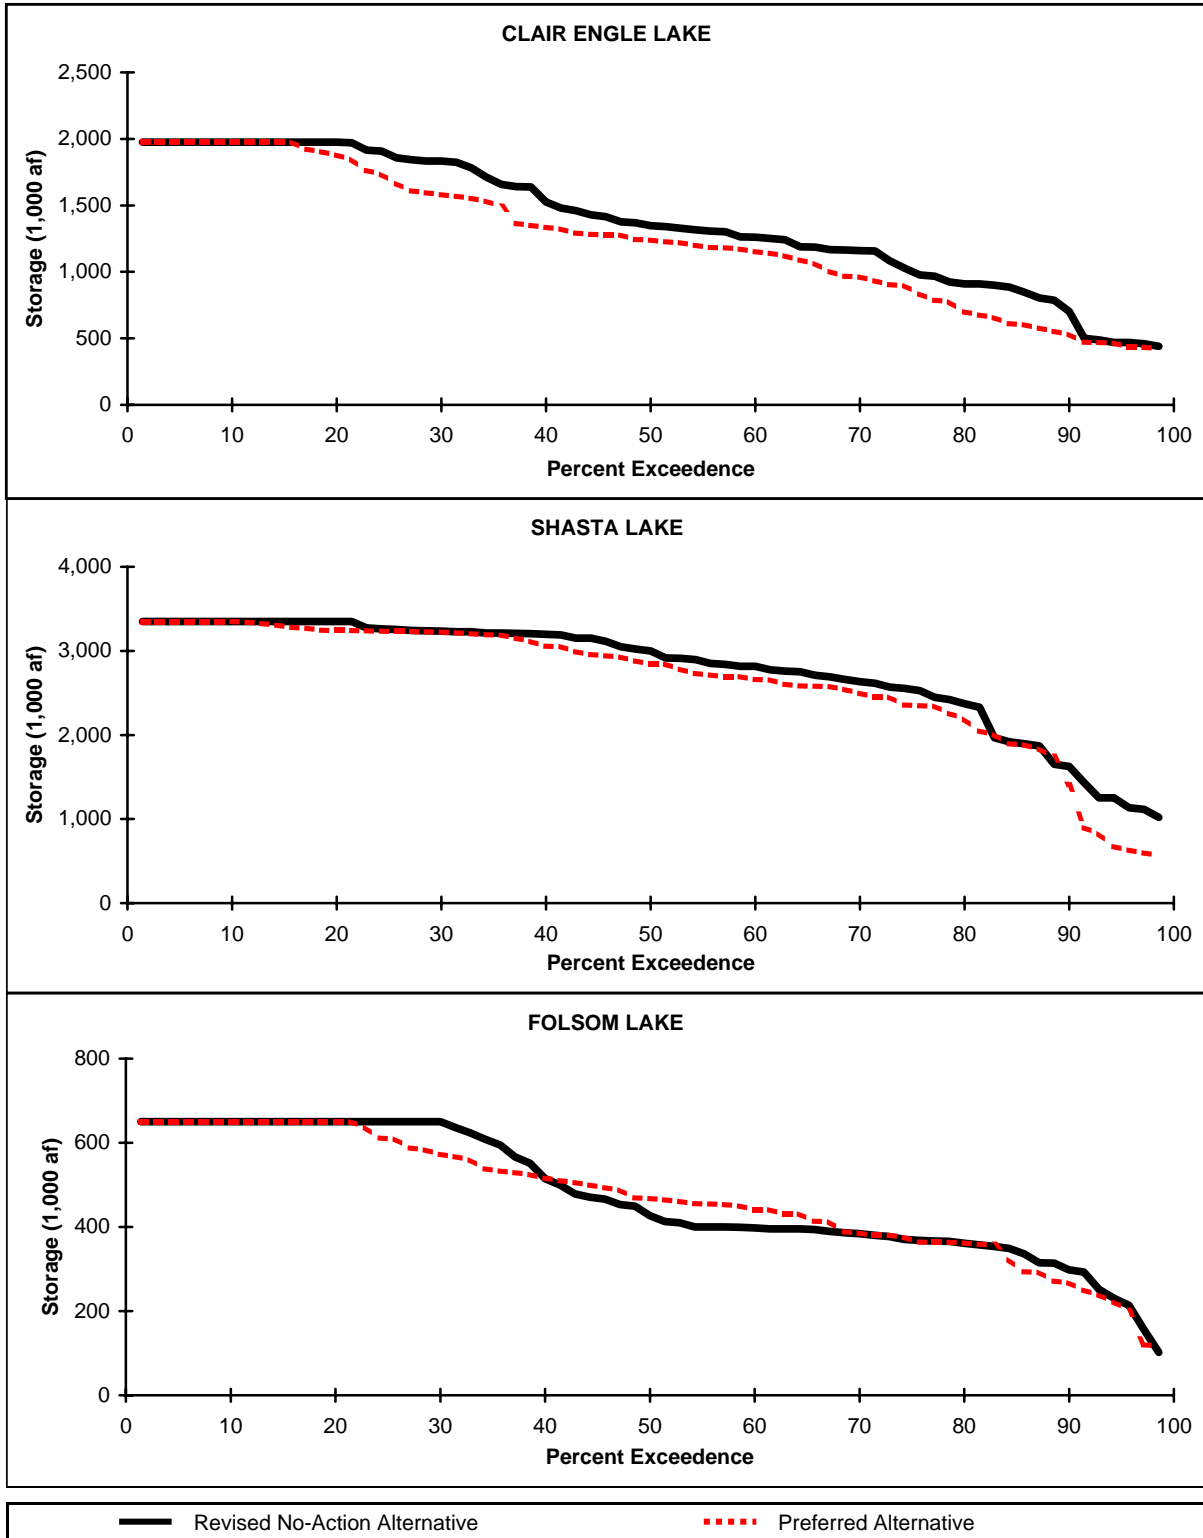 CLAIR ENGLE LAKE
2,500
2,000
1,500
1,000
500
0
Storage (1,000 af)
0 10 20 30 40 50 60 70 80 90 100
Percent Exceedence
SHASTA LAKE
4,000
3,000
2,000
1,000
0
Storage (1,000 af)
0 10 20 30 40 50 60 70 80 90 100
Percent Exceedence
FOLSOM LAKE
800
600
400
200
0
Storage (1,000 af)
0 10 20 30 40 50 60 70 80 90 100
Percent Exceedence
Revised No-Action Alternative Preferred Alternative